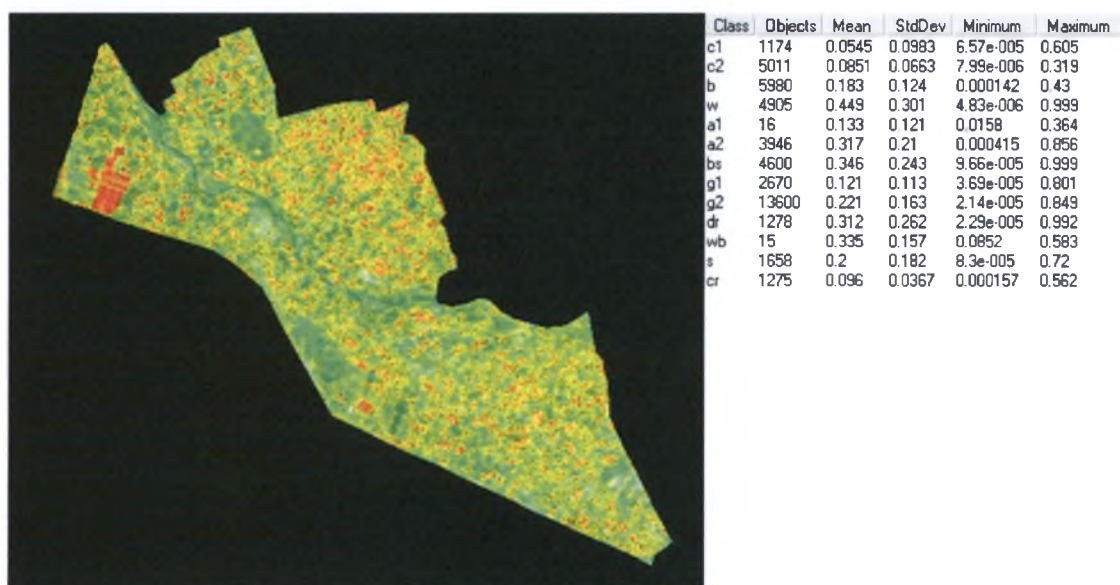 Class Objects Mean StdDev Minimum Maximum
c1 1174 0.0545 0.0983 6.57e-005 0.605
c2 5011 0.0851 0.0663 7.99e-006 0.319
b 5980 0.183 0.124 0.000142 0.43
w 4905 0.449 0.301 4.83e-006 0.999
a1 16 0.133 0.121 0.0158 0.364
a2 3946 0.317 0.21 0.000415 0.856
bs 4600 0.346 0.243 9.66e-005 0.999
g1 2670 0.121 0.113 3.69e-005 0.801
g2 13600 0.221 0.163 2.14e-005 0.849
dr 1278 0.312 0.262 2.29e-005 0.992
wb 15 0.335 0.157 0.0852 0.583
s 1658 0.2 0.182 8.3e-005 0.72
cr 1275 0.096 0.0367 0.000157 0.562